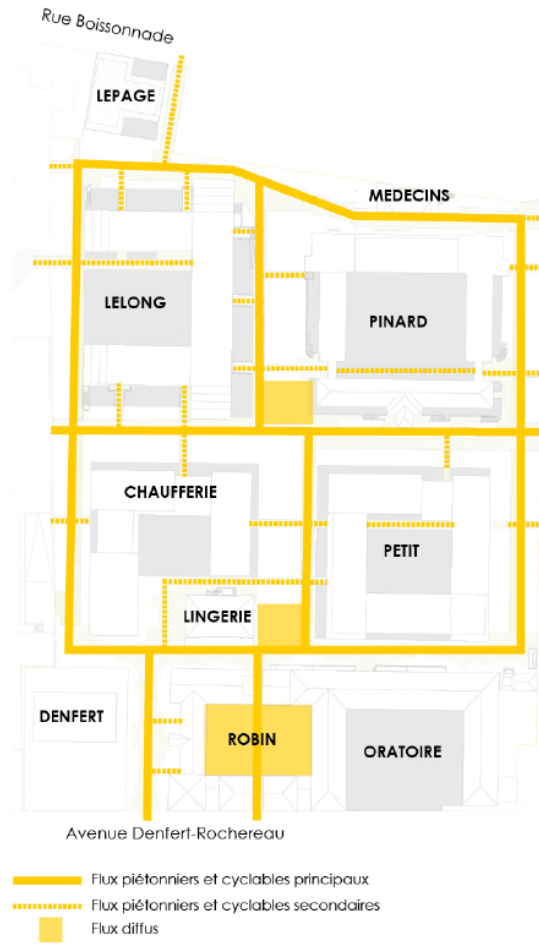 Rue Boissonnade
LEPAGE
MEDECINS
LELONG
PINARD
CHAUFFERIE
PETIT
LINGERIE
DENFERT
ROBIN
ORATOIRE
Avenue Denfert-Rochereau
Flux piétonniers et cyclables principaux
Flux piétonniers et cyclables secondaires
Flux diffus